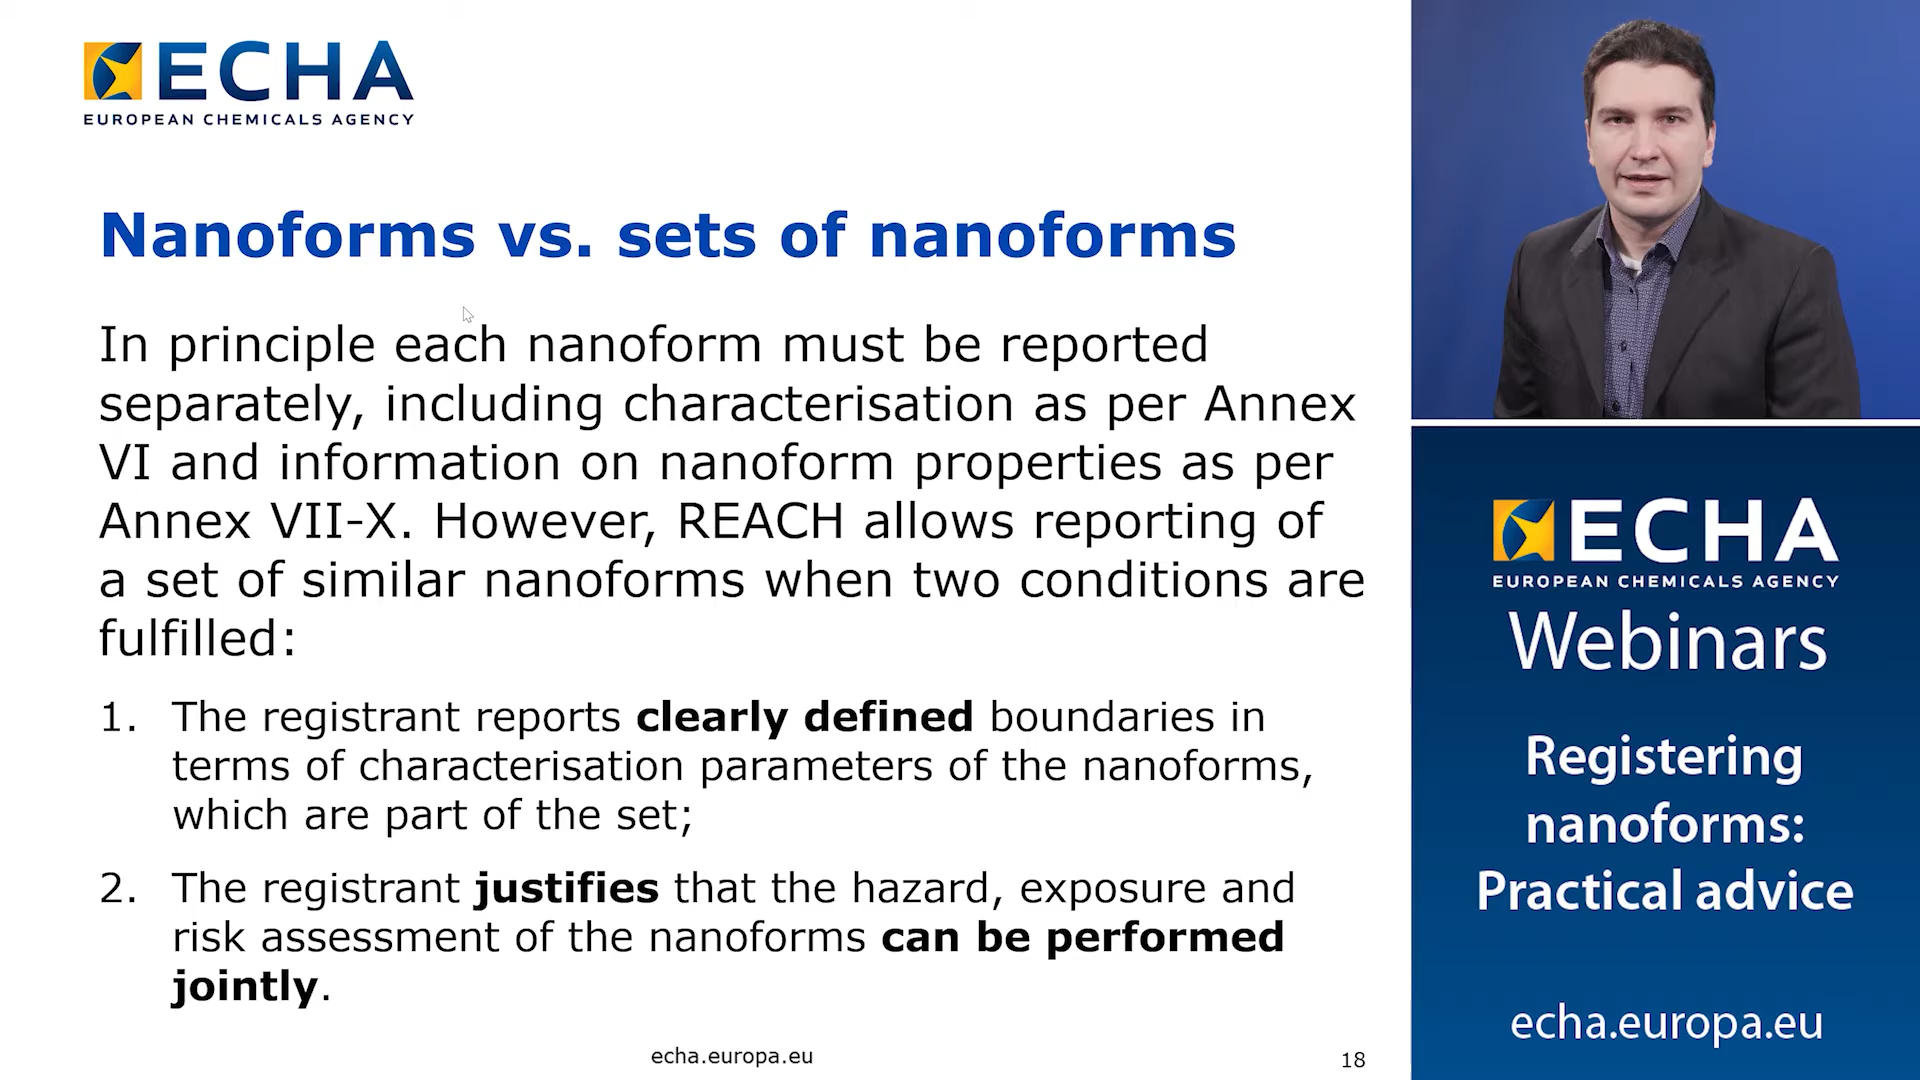 ECHA
EUROPEAN CHEMICALS AGENCY
Nanoforms vs. sets of nanoforms
In principle each nanoform must be reported
separately, including characterisation as per Annex
VI and information on nanoform properties as per
Annex VII-X. However, REACH allows reporting of
a set of similar nanoforms when two conditions are
fulfilled:
1. The registrant reports clearly defined boundaries in
terms of characterisation parameters of the nanoforms,
which are part of the set;
2. The registrant justifies that the hazard, exposure and
risk assessment of the nanoforms can be performed
jointly.
echa.europa.eu
18
ECHA
EUROPEAN CHEMICALS AGENCY
Webinars
Registering
nanoforms:
Practical advice
echa.europa.eu